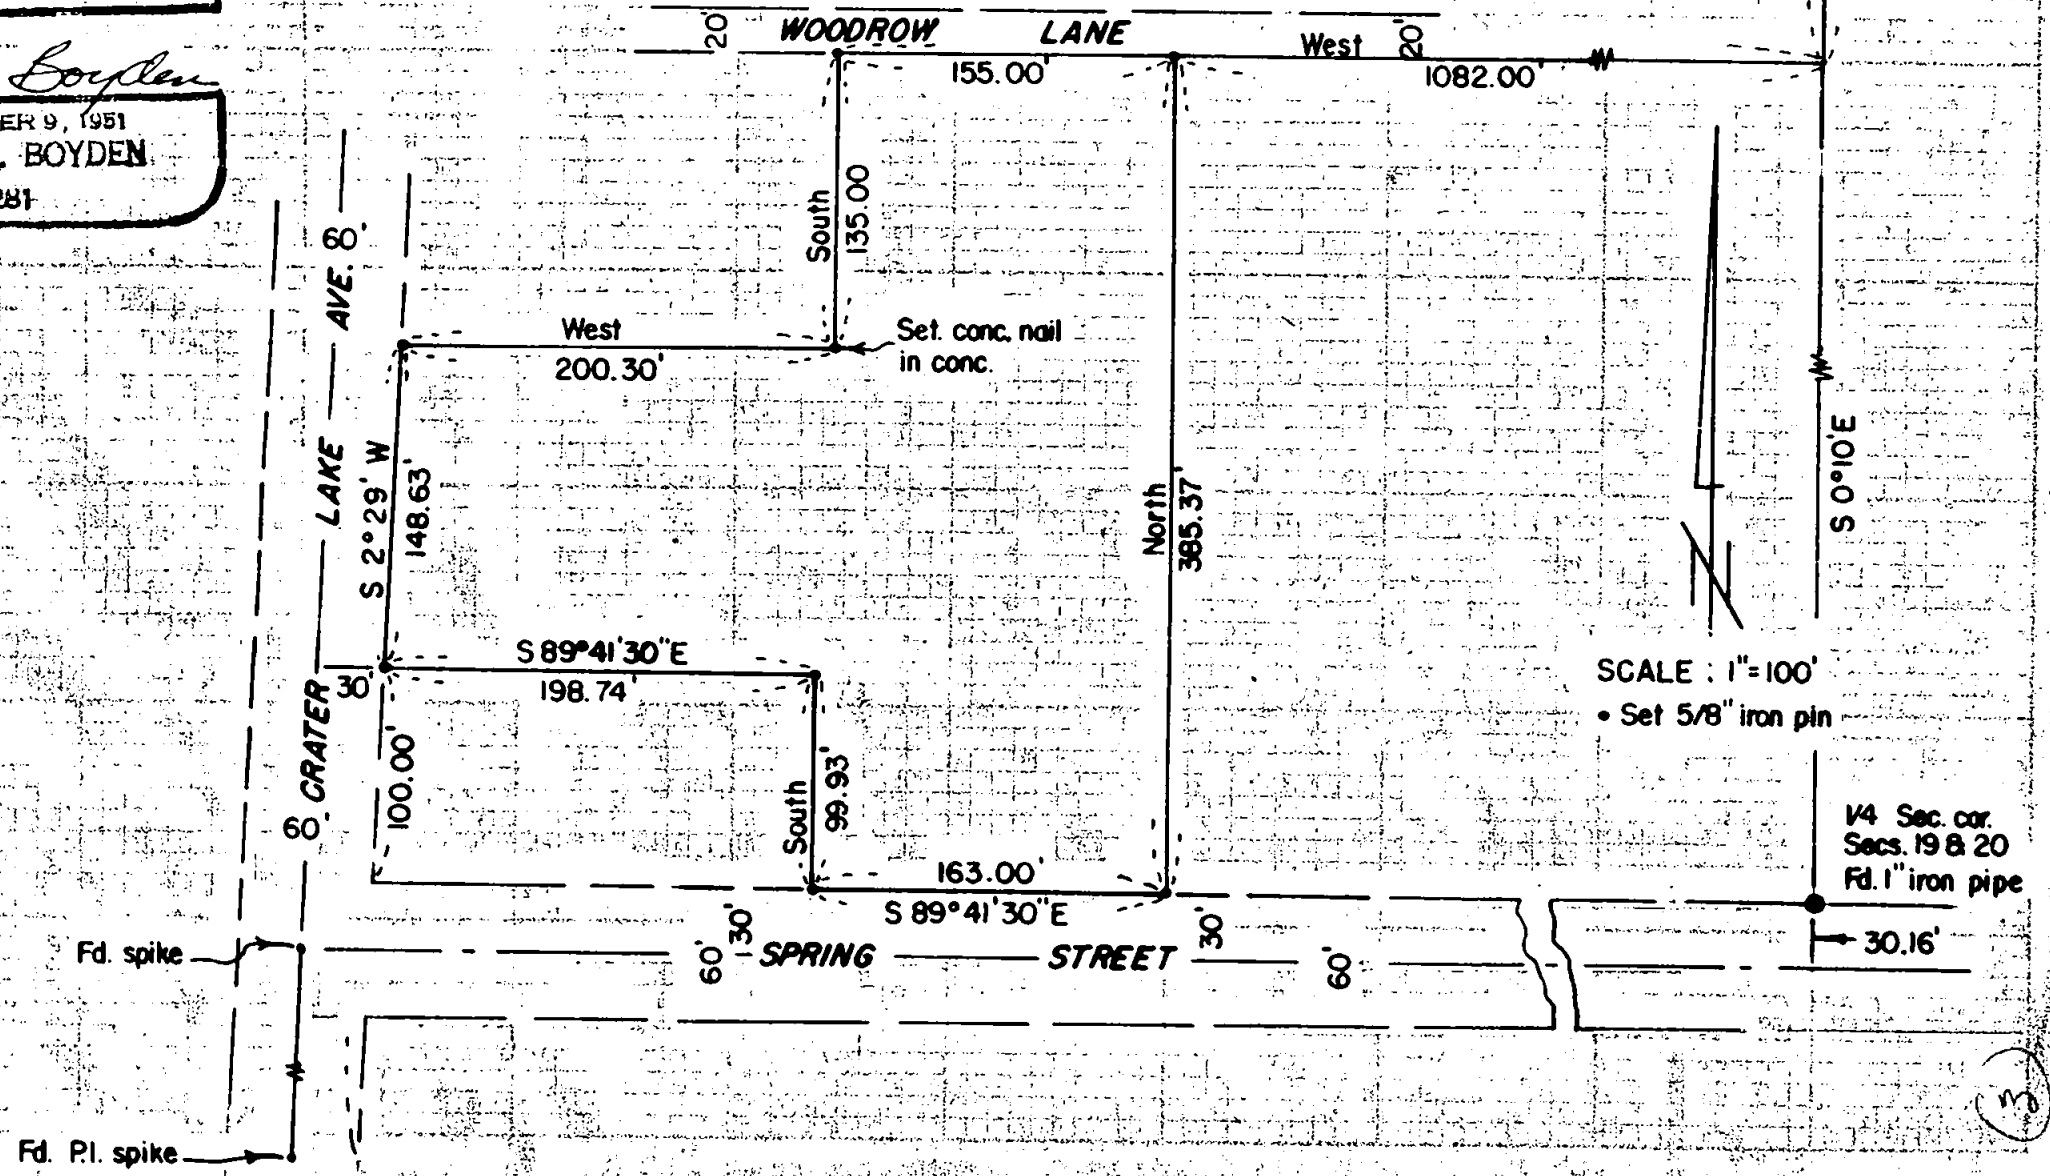 Boyden
ER 9, 1951
. BOYDEN
281
20'
WOODROW LANE
West
20'
155.00'
1082.00'
60'
LAKE AVE.
South
135.00
West
200.30'
Set. conc. nail
in conc.
S 2°29' W
148.63'
North
385.37'
S 0°10'E
S 89°41'30"E
198.74'
30'
CRATER
60'
100.00'
South
99.93'
SCALE : 1"=100'
• Set 5/8" iron pin
1/4 Sec. cor.
Secs. 19 & 20
Fd. 1" iron pipe
163.00'
S 89°41'30"E
30'
30'
60'
SPRING STREET
60'
30.16'
Fd. spike
Fd. P.I. spike
N
3